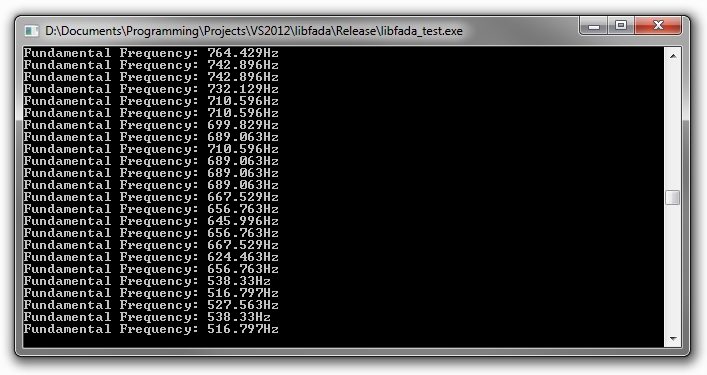 D:\Documents\Programming\Projects\VS2012\libfada\Release\libfada_test.exe
Fundamental Frequency: 764.429Hz
Fundamental Frequency: 742.896Hz
Fundamental Frequency: 742.896Hz
Fundamental Frequency: 732.129Hz
Fundamental Frequency: 710.596Hz
Fundamental Frequency: 710.596Hz
Fundamental Frequency: 699.829Hz
Fundamental Frequency: 689.063Hz
Fundamental Frequency: 710.596Hz
Fundamental Frequency: 689.063Hz
Fundamental Frequency: 689.063Hz
Fundamental Frequency: 689.063Hz
Fundamental Frequency: 667.529Hz
Fundamental Frequency: 656.763Hz
Fundamental Frequency: 645.996Hz
Fundamental Frequency: 656.763Hz
Fundamental Frequency: 667.529Hz
Fundamental Frequency: 624.463Hz
Fundamental Frequency: 656.763Hz
Fundamental Frequency: 538.33Hz
Fundamental Frequency: 516.797Hz
Fundamental Frequency: 527.563Hz
Fundamental Frequency: 538.33Hz
Fundamental Frequency: 516.797Hz